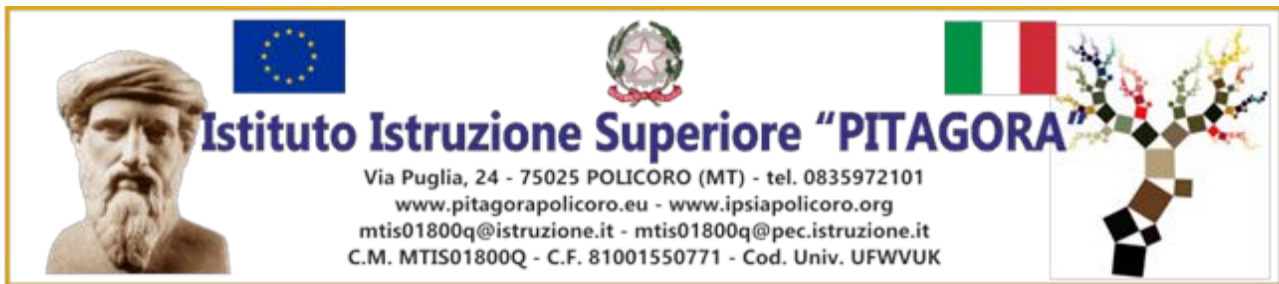 Istituto Istruzione Superiore “PITAGORA”
Via Puglia, 24 - 75025 POLICORO (MT) - tel. 0835972101
www.pitagorapolicoro.eu - www.ipsiapolicoro.org
mtis01800q@istruzione.it - mtis01800q@pec.istruzione.it
C.M. MTIS01800Q - C.F. 81001550771 - Cod. Univ. UFWVUK